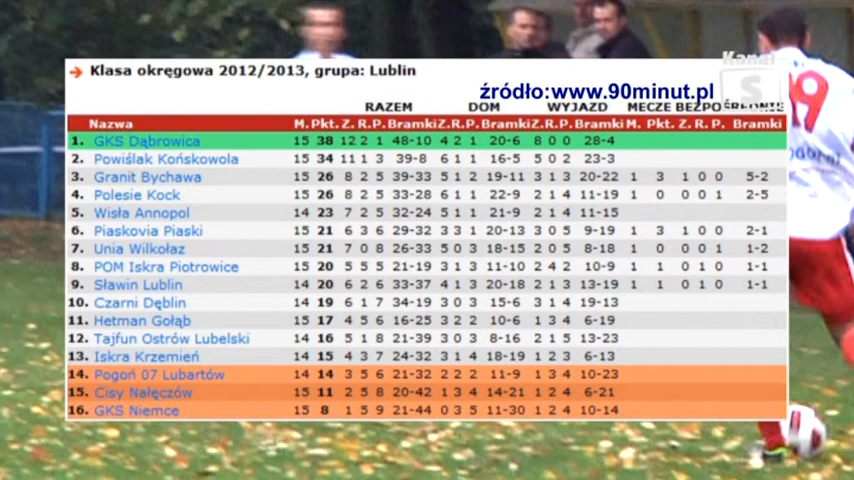 Kanał
S
Klasa okręgowa 2012/2013, grupa: Lublin
źródło:www.90minut.pl
RAZEM DOM WYJAZD MECZE BEZPOŚREDNIE
Nazwa M. Pkt. Z. R. P. Bramki Z. R. P. Bramki Z. R. P. Bramki M. Pkt. Z. R. P. Bramki
1. GKS Dąbrowica 15 38 12 2 1 48-10 4 2 1 20-6 8 0 0 28-4
2. Powiślak Końskowola 15 34 11 1 3 39-8 6 1 1 16-5 5 0 2 23-3
3. Granit Bychawa 15 26 8 2 5 39-33 5 1 2 19-11 3 1 3 20-22 1 3 1 0 0 5-2
4. Polesie Kock 15 26 8 2 5 33-28 6 1 1 22-9 2 1 4 11-19 1 0 0 0 1 2-5
5. Wisła Annopol 14 23 7 2 5 32-24 5 1 1 21-9 2 1 4 11-15
6. Piaskovia Piaski 15 21 6 3 6 29-32 3 3 1 20-13 3 0 5 9-19 1 3 1 0 0 2-1
7. Unia Wilkołaz 15 21 7 0 8 26-33 5 0 3 18-15 2 0 5 8-18 1 0 0 0 1 1-2
8. POM Iskra Piotrowice 15 20 5 5 5 21-19 3 1 3 11-10 2 4 2 10-9 1 1 0 1 0 1-1
9. Sławin Lublin 14 20 6 2 6 33-37 4 1 3 20-18 2 1 3 13-19 1 1 0 1 0 1-1
10. Czarni Dęblin 14 19 6 1 7 34-19 3 0 3 15-6 3 1 4 19-13
11. Hetman Gołąb 15 17 4 5 6 16-25 3 2 2 10-6 1 3 4 6-19
12. Tajfun Ostrów Lubelski 14 16 5 1 8 21-39 3 0 3 8-16 2 1 5 13-23
13. Iskra Krzemień 14 15 4 3 7 24-32 3 1 4 18-19 1 2 3 6-13
14. Pogoń 07 Lubartów 14 14 3 5 6 21-32 2 2 2 11-9 1 3 4 10-23
15. Cisy Nałęczów 15 11 2 5 8 20-42 1 3 4 14-21 1 2 4 6-21
16. GKS Niemce 15 8 1 5 9 21-44 0 3 5 11-30 1 2 4 10-14